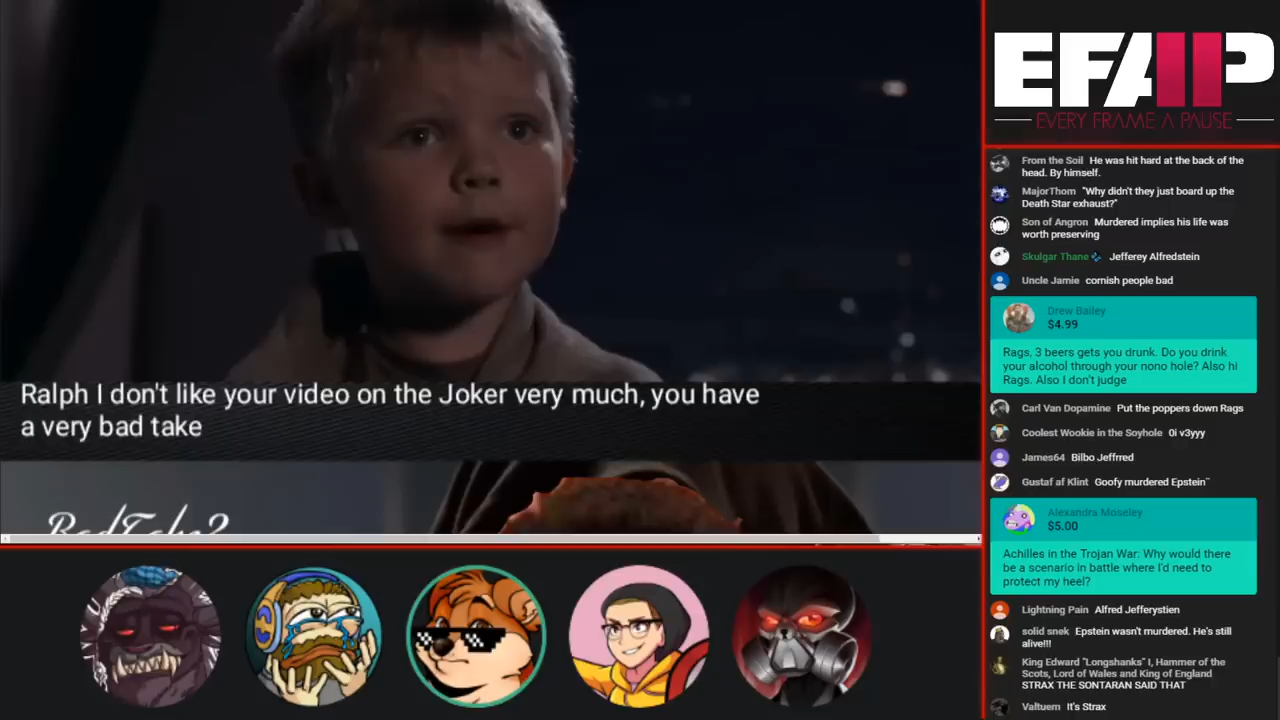 Ralph I don't like your video on the Joker very much, you have
a very bad take
BadTake?
EFAP
EVERY FRAME A PAUSE
From the Soil He was hit hard at the back of the
head. By himself.
MajorThom "Why didn't they just board up the
Death Star exhaust?"
Son of Angron Murdered implies his life was
worth preserving
Skulgar Thane Jefferey Alfredstein
Uncle Jamie cornish people bad
Drew Bailey
$4.99
Rags, 3 beers gets you drunk. Do you drink
your alcohol through your nono hole? Also hi
Rags. Also I don't judge
Carl Van Dopamine Put the poppers down Rags
Coolest Wookie in the Soyhole 0i v3yyy
James64 Bilbo Jeffrred
Gustaf af Klint Goofy murdered Epstein¨
Alexandra Moseley
$5.00
Achilles in the Trojan War: Why would there
be a scenario in battle where I'd need to
protect my heel?
Lightning Pain Alfred Jefferystien
solid snek Epstein wasn't murdered. He's still
alive!!!
King Edward "Longshanks" I, Hammer of the
Scots, Lord of Wales and King of England
STRAX THE SONTARAN SAID THAT
Valtuem It's Strax